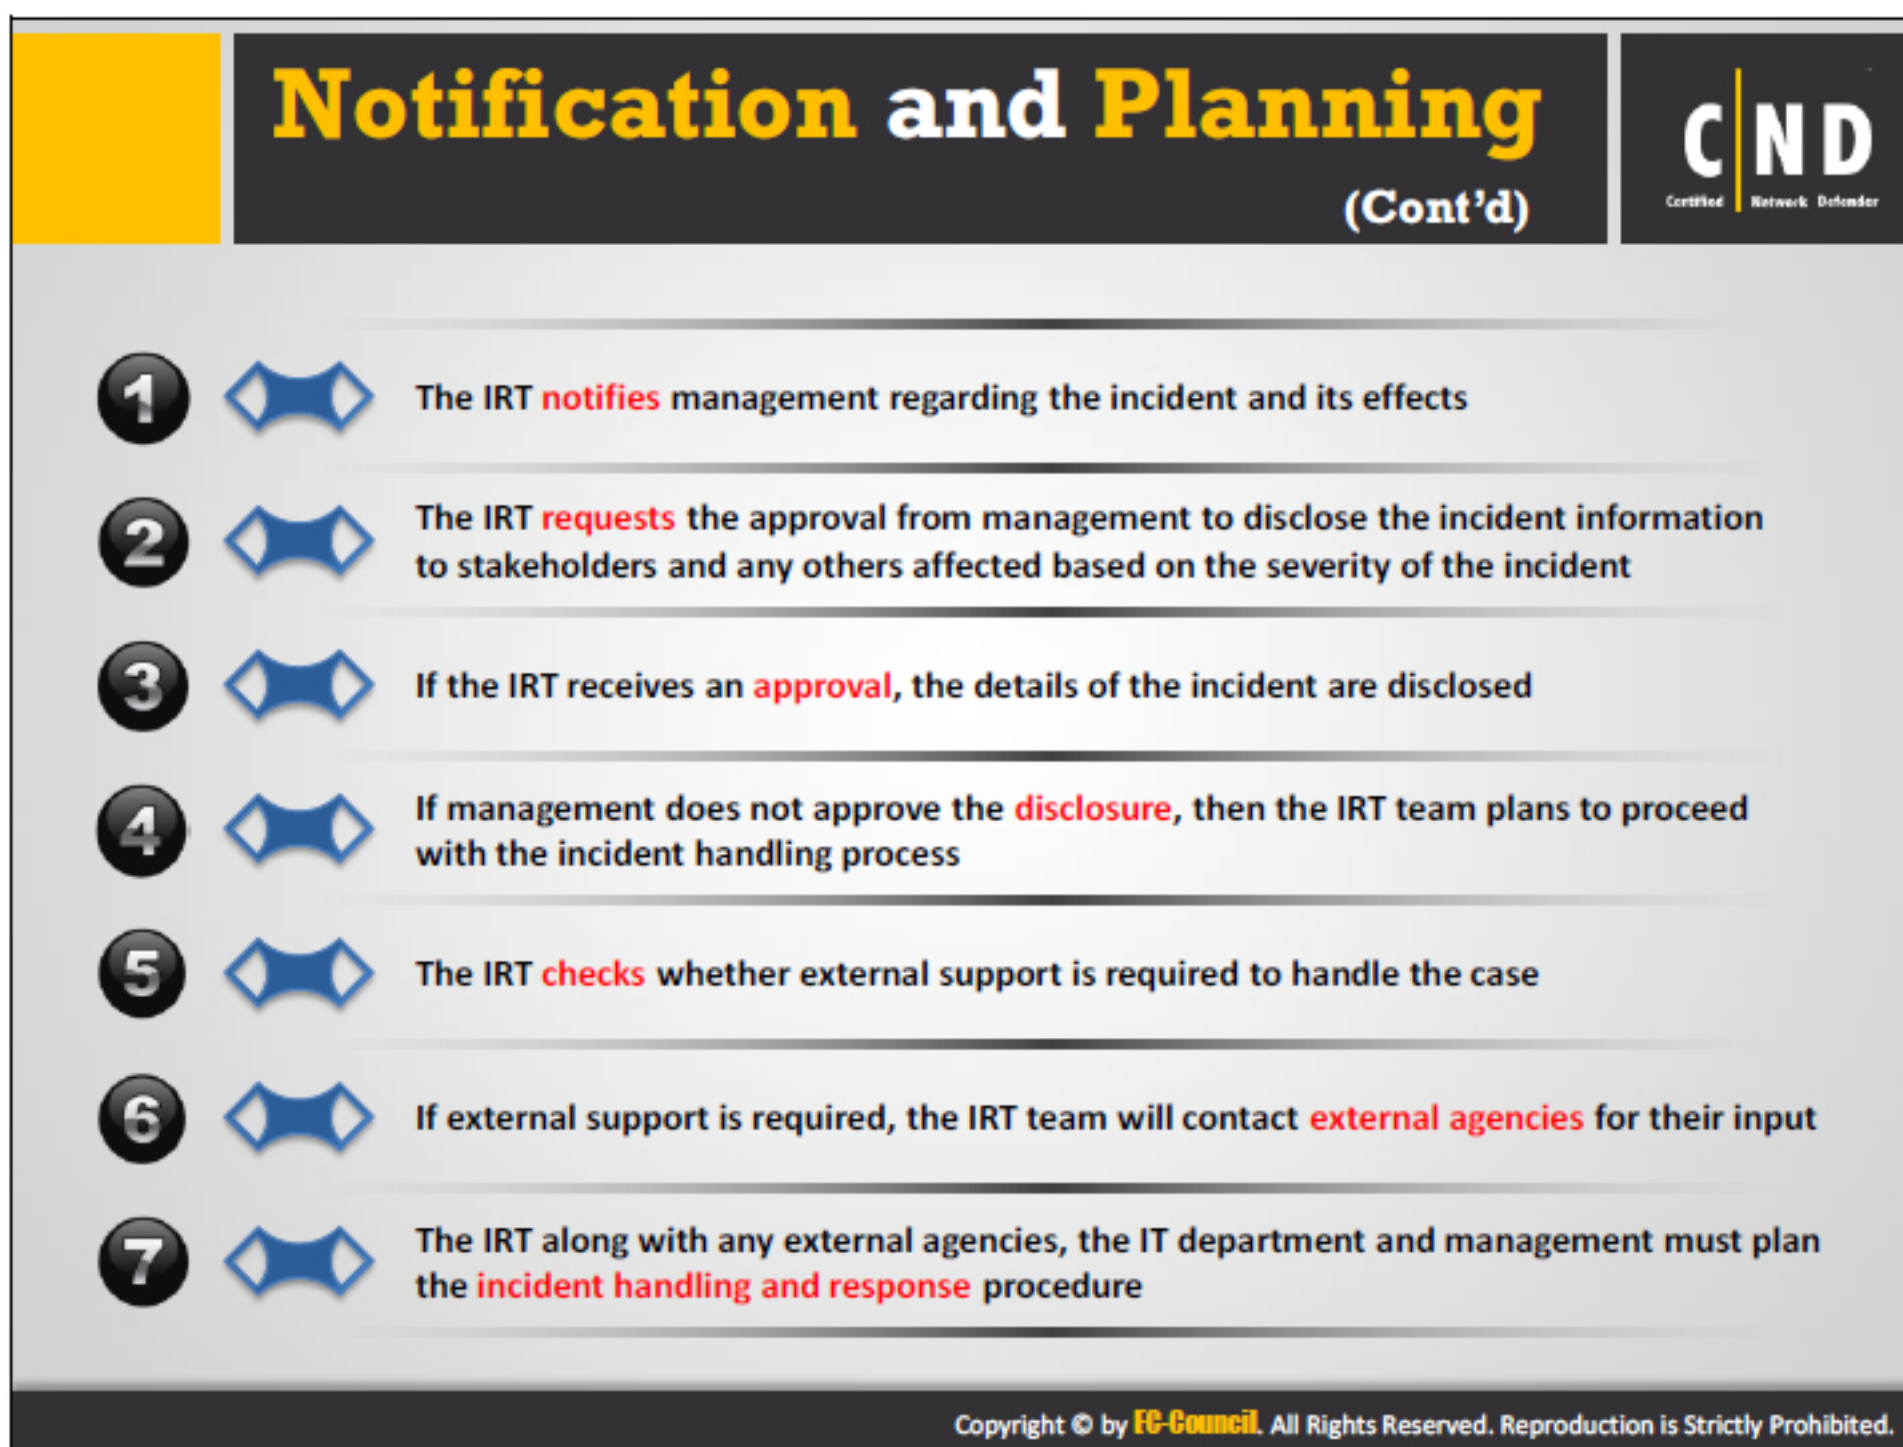 Notification and Planning
(Cont'd)
C|ND
Certified Network Defender
1
The IRT notifies management regarding the incident and its effects
2
The IRT requests the approval from management to disclose the incident information
to stakeholders and any others affected based on the severity of the incident
3
If the IRT receives an approval, the details of the incident are disclosed
4
If management does not approve the disclosure, then the IRT team plans to proceed
with the incident handling process
5
The IRT checks whether external support is required to handle the case
6
If external support is required, the IRT team will contact external agencies for their input
7
The IRT along with any external agencies, the IT department and management must plan
the incident handling and response procedure
Copyright © by EC-Council. All Rights Reserved. Reproduction is Strictly Prohibited.